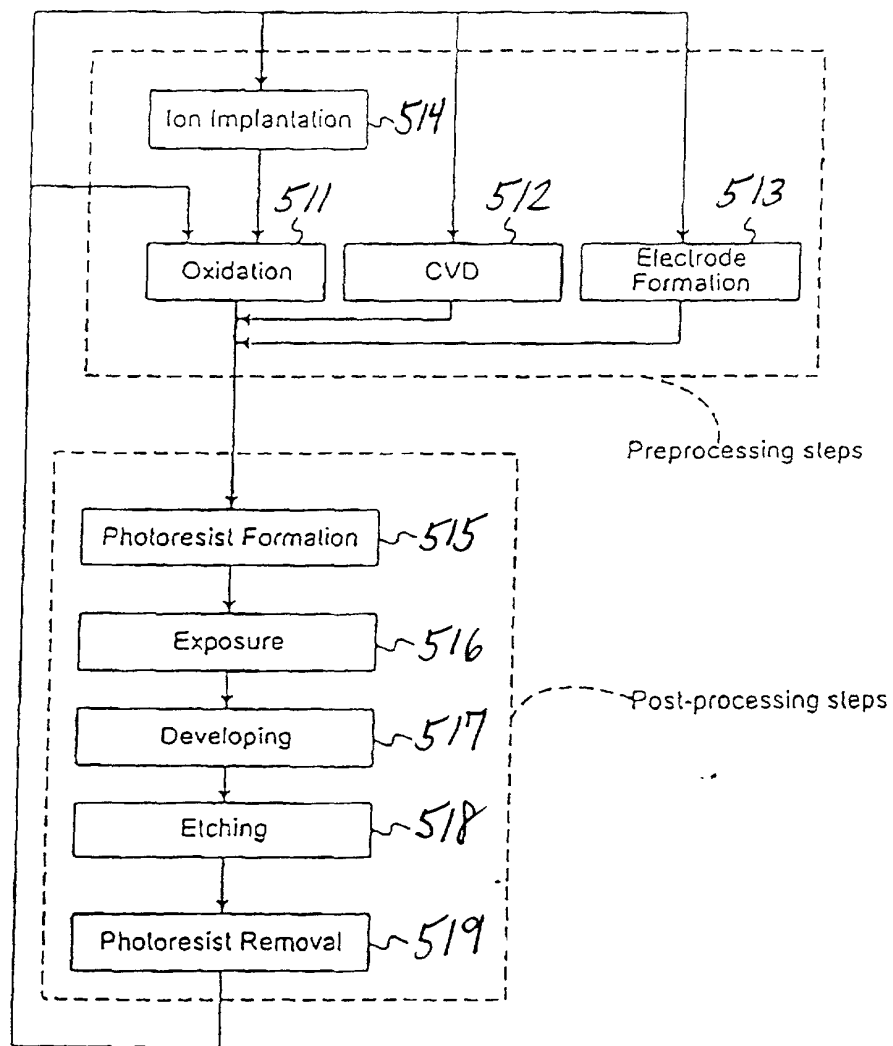 Ion Implantation
514
511
512
513
Oxidation
CVD
Electrode
Formation
Preprocessing steps
Photoresist Formation
515
Exposure
516
Post-processing steps
Developing
517
Etching
518
Photoresist Removal
519